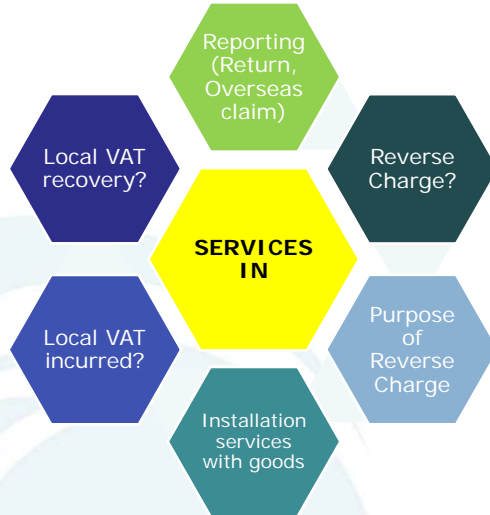 Reporting
(Return,
Overseas
claim)
Local VAT
recovery?
Reverse
Charge?
SERVICES
IN
Local VAT
incurred?
Purpose
of
Reverse
Charge
Installation
services
with goods